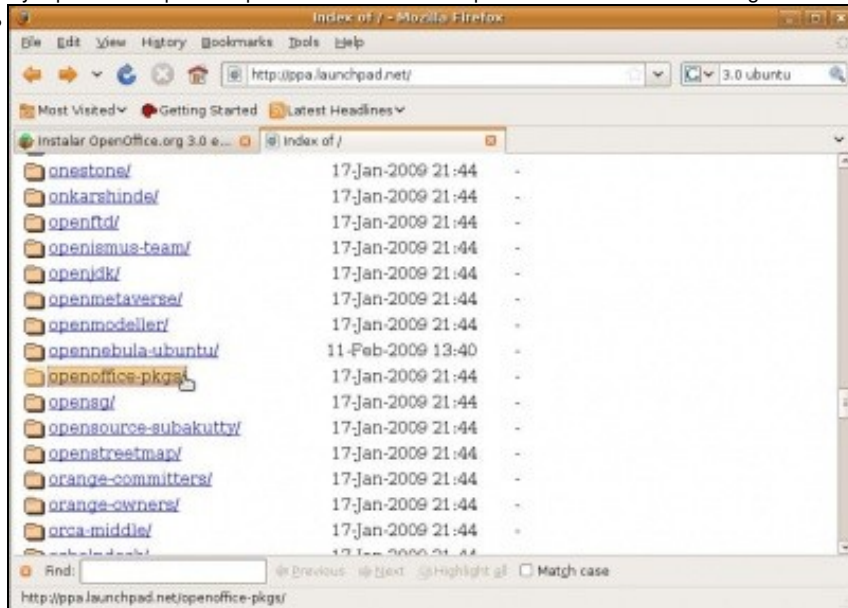 Index of / - Mozilla Firefox
File Edit View History Bookmarks Tools Help
http://ppa.launchpad.net/ 3.0 ubuntu
Most Visited Getting Started Latest Headlines
Instalar OpenOffice.org 3.0 e... Index of /
onestone/ 17-Jan-2009 21:44 -
onkarshinde/ 17-Jan-2009 21:44 -
openftd/ 17-Jan-2009 21:44 -
openismus-team/ 17-Jan-2009 21:44 -
openjdk/ 17-Jan-2009 21:44 -
openmetaverse/ 17-Jan-2009 21:44 -
openmodeller/ 17-Jan-2009 21:44 -
opennebula-ubuntu/ 11-Feb-2009 13:40 -
openoffice-pkgs/ 17-Jan-2009 21:44 -
opensg/ 17-Jan-2009 21:44 -
opensource-subakutty/ 17-Jan-2009 21:44 -
openstreetmap/ 17-Jan-2009 21:44 -
orange-committers/ 17-Jan-2009 21:44 -
orange-owners/ 17-Jan-2009 21:44 -
orca-middle/ 17-Jan-2009 21:44 -
Find: Previous Next Highlight all Match case
http://ppa.launchpad.net/openoffice-pkgs/